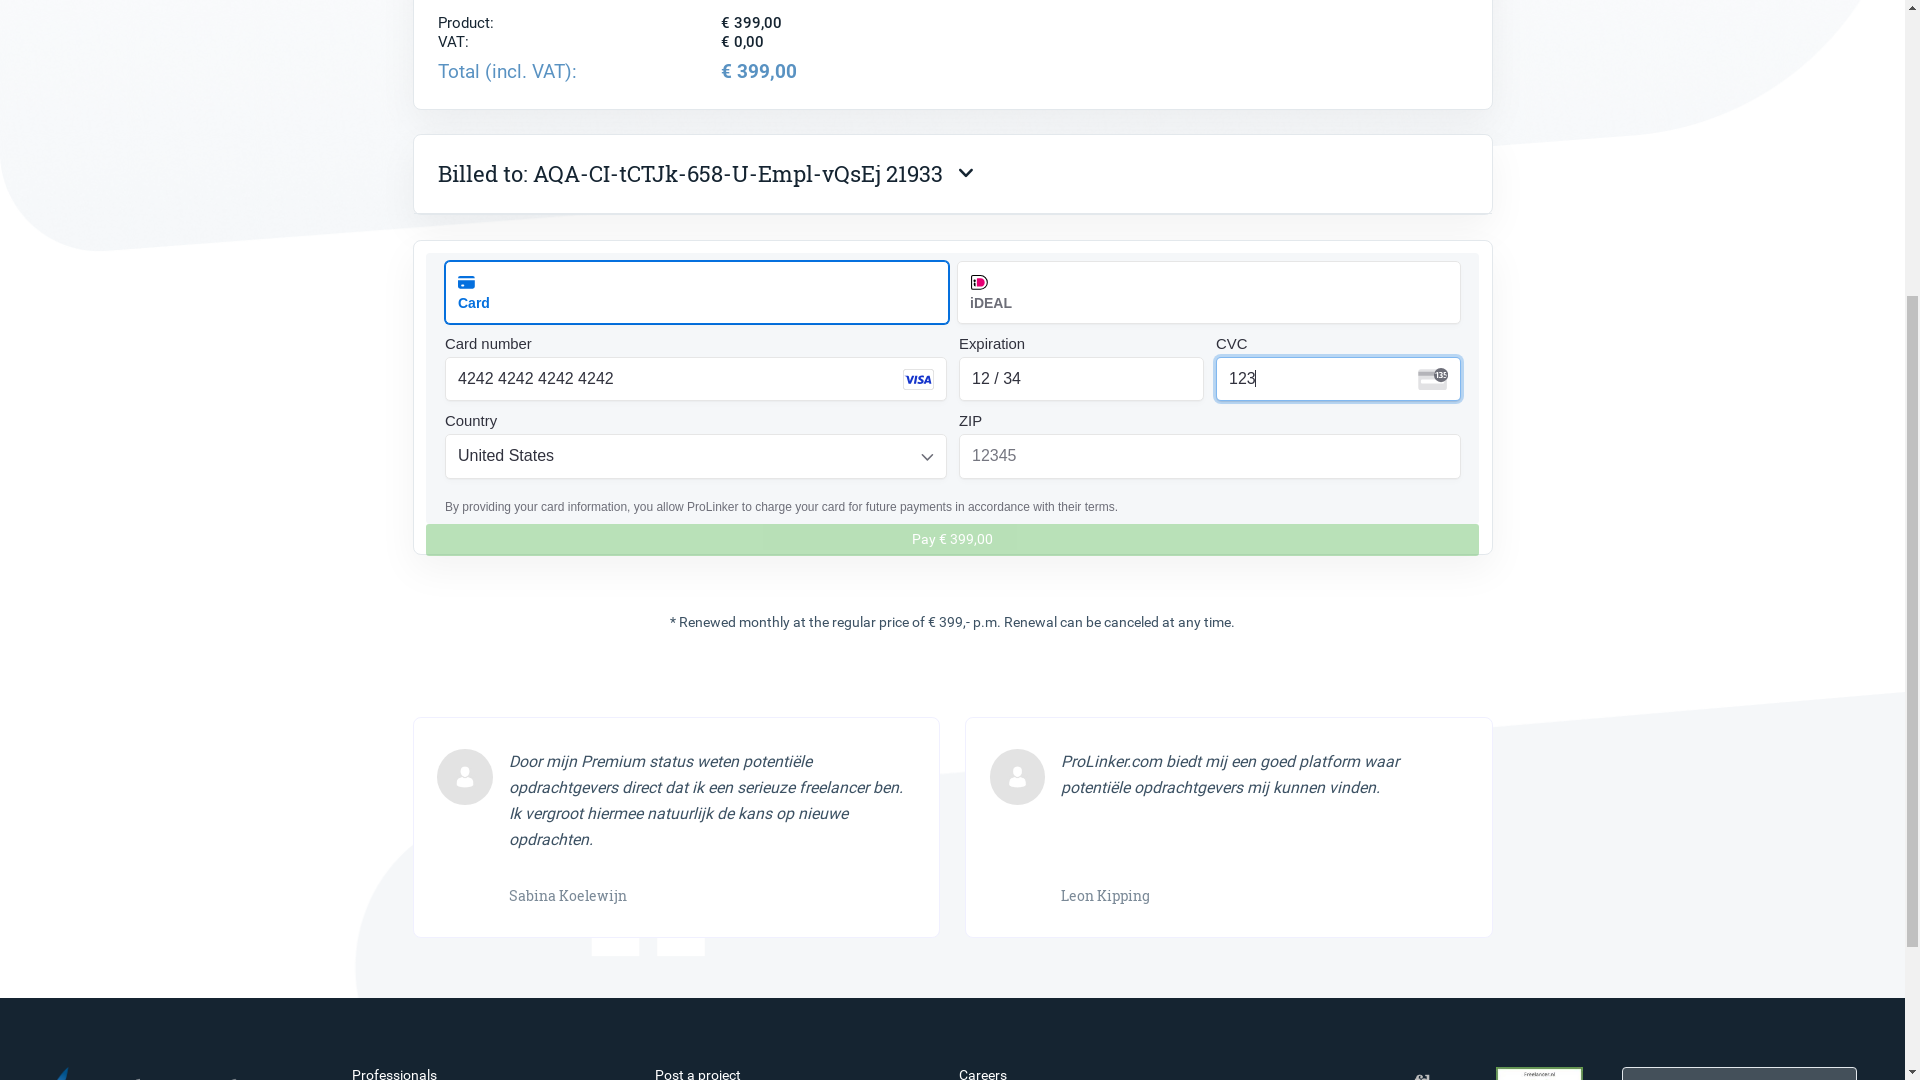 Product: € 399,00
VAT: € 0,00
Total (incl. VAT): € 399,00
Billed to: AQA-CI-tCTJk-658-U-Empl-vQsEj 21933
Card
iDEAL
Card number
Expiration
CVC
4242 4242 4242 4242
VISA
12 / 34
123
135
Country
ZIP
United States
12345
By providing your card information, you allow ProLinker to charge your card for future payments in accordance with their terms.
Pay € 399,00
* Renewed monthly at the regular price of € 399,- p.m. Renewal can be canceled at any time.
Door mijn Premium status weten potentiële
opdrachtgevers direct dat ik een serieuze freelancer ben.
Ik vergroot hiermee natuurlijk de kans op nieuwe
opdrachten.
Sabina Koelewijn
ProLinker.com biedt mij een goed platform waar
potentiële opdrachtgevers mij kunnen vinden.
Leon Kipping
Professionals
Post a project
Careers
Freelancer.nl